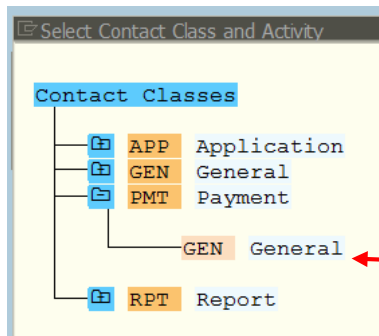 Select Contact Class and Activity
Contact Classes
APP Application
GEN General
PMT Payment
GEN General
RPT Report